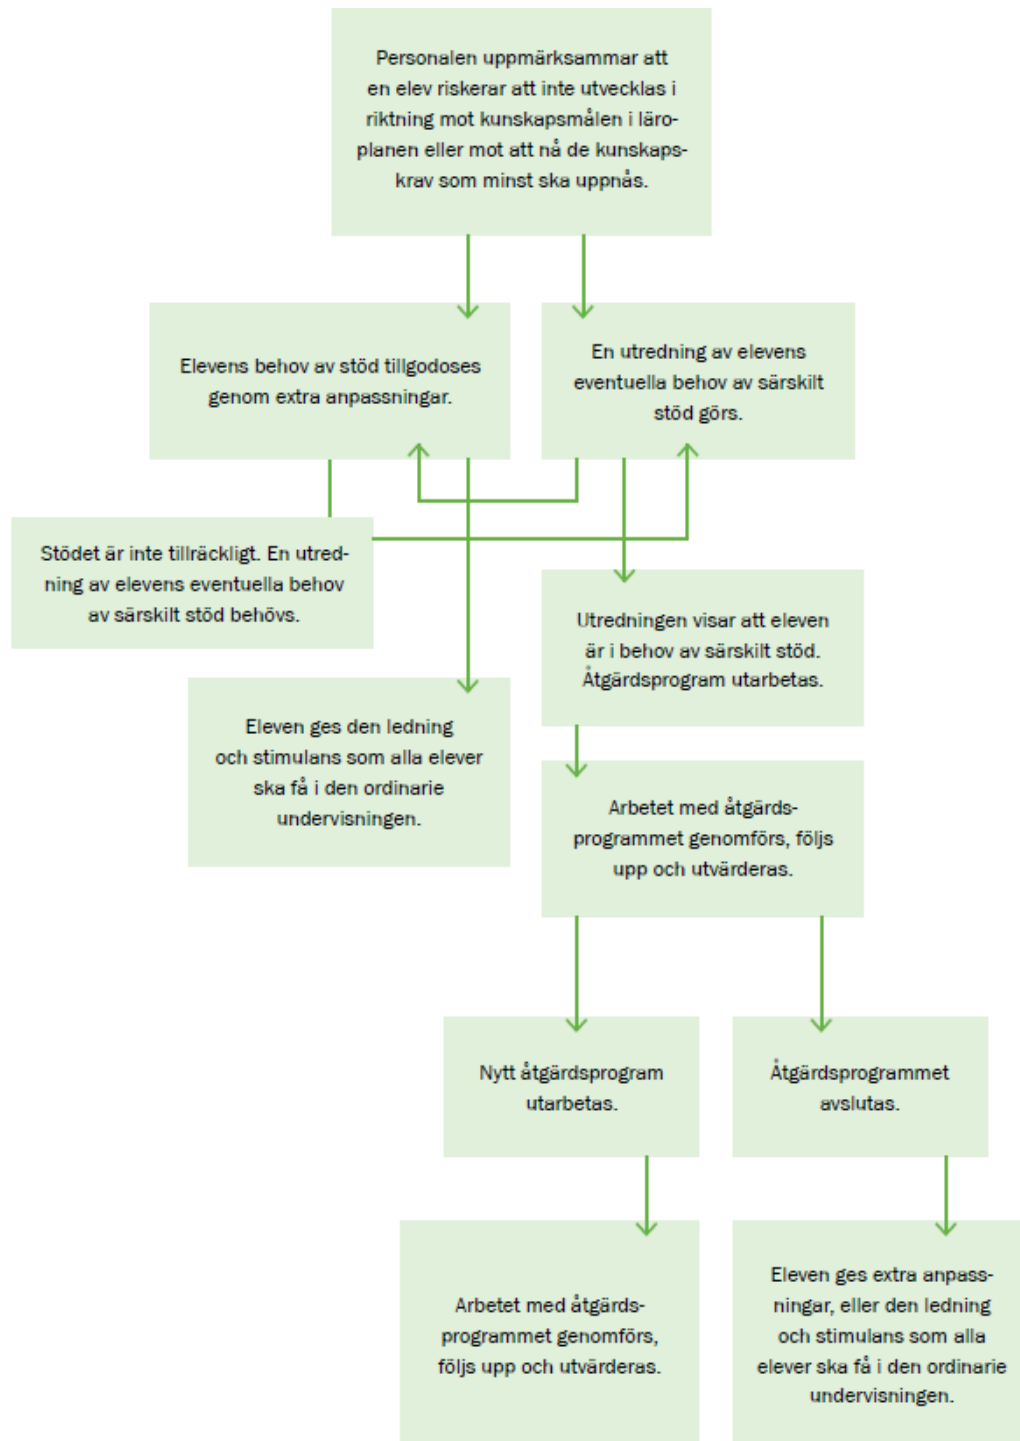 Personalen uppmärksammar att
en elev riskerar att inte utvecklas i
riktning mot kunskapsmålen i läro-
planen eller mot att nå de kunskaps-
krav som minst ska uppnås.
Elevens behov av stöd tillgodoses
genom extra anpassningar.
En utredning av elevens
eventuella behov av särskilt
stöd görs.
Stödet är inte tillräckligt. En utred-
ning av elevens eventuella behov
av särskilt stöd behövs.
Utredningen visar att eleven
är i behov av särskilt stöd.
Åtgärdsprogram utarbetas.
Eleven ges den ledning
och stimulans som alla elever
ska få i den ordinarie
undervisningen.
Arbetet med åtgärds-
programmet genomförs, följs
upp och utvärderas.
Nytt åtgärdsprogram
utarbetas.
Åtgärdsprogrammet
avslutas.
Arbetet med åtgärds-
programmet genomförs,
följs upp och utvärderas.
Eleven ges extra anpass-
ningar, eller den ledning
och stimulans som alla
elever ska få i den ordinarie
undervisningen.